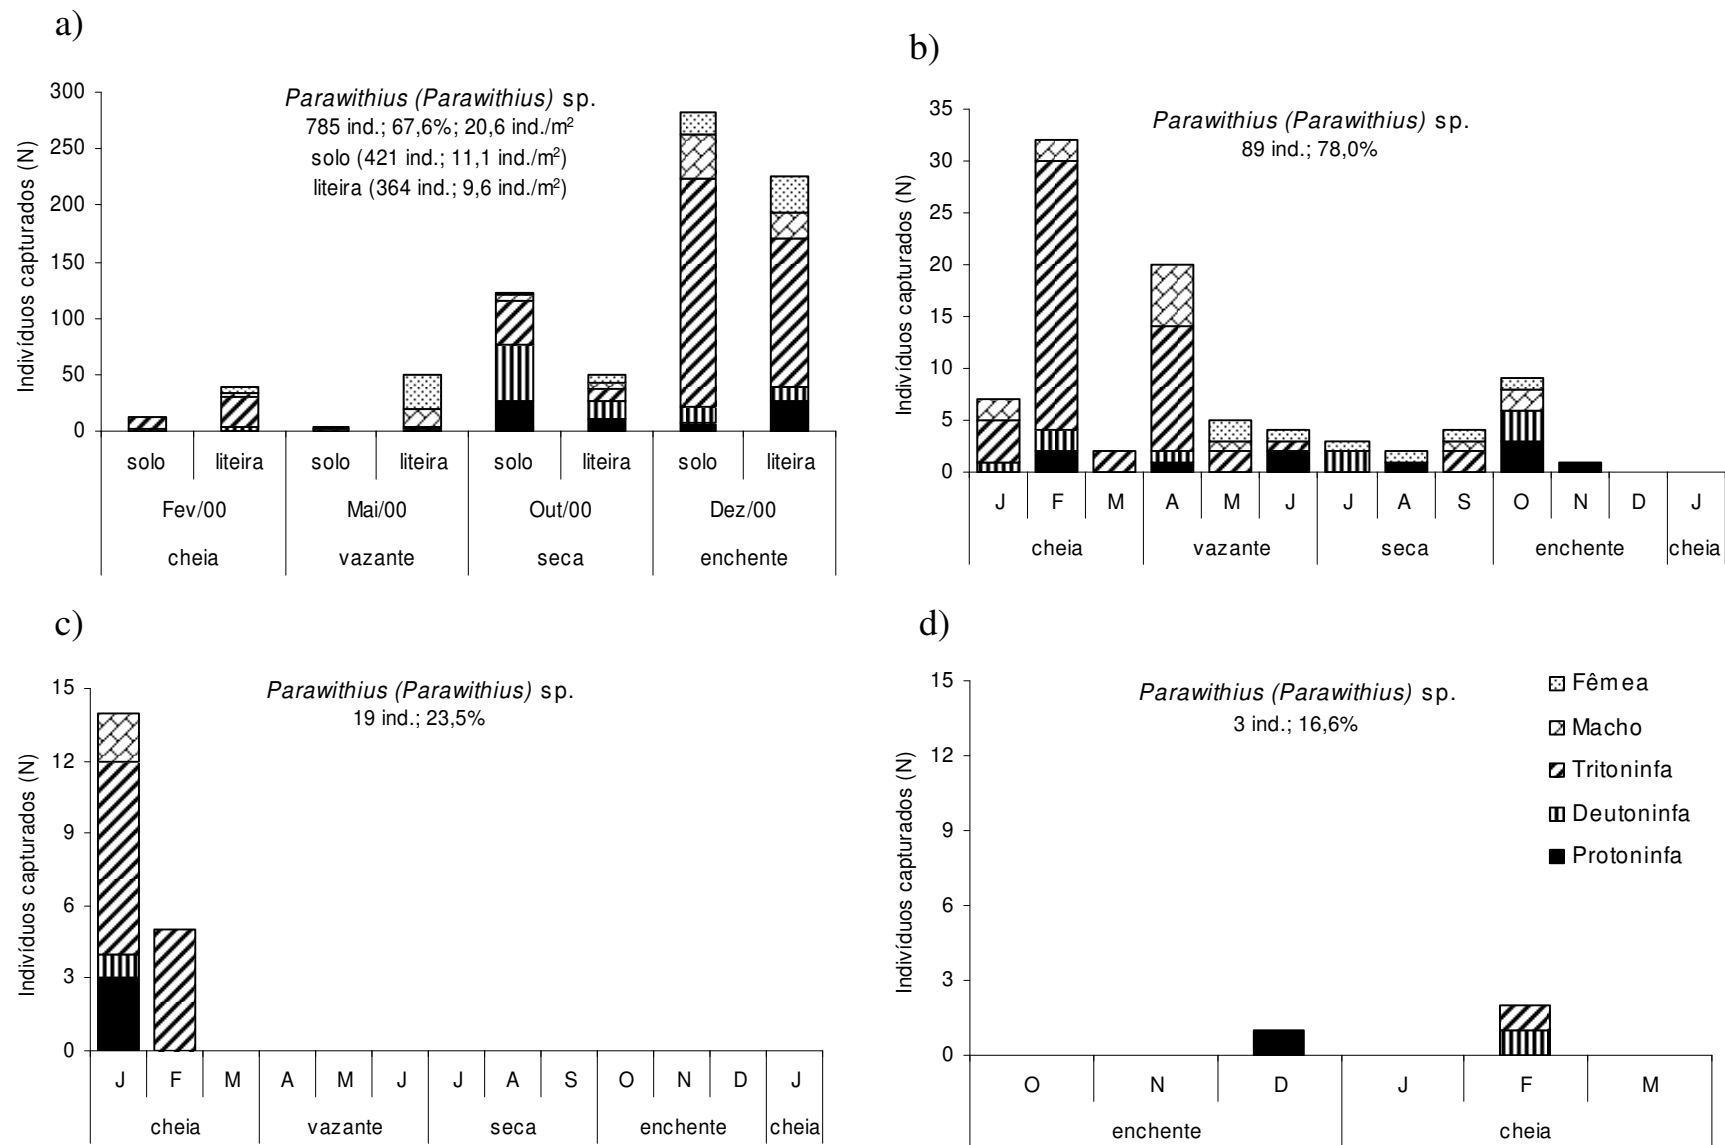 a)
Parawithius (Parawithius) sp.
785 ind.; 67,6%; 20,6 ind./m²
solo (421 ind.; 11,1 ind./m²)
liteira (364 ind.; 9,6 ind./m²)
Indivíduos capturados (N)
300
250
200
150
100
50
0
solo liteira solo liteira solo liteira solo liteira
Fev/00 Mai/00 Out/00 Dez/00
cheia vazante seca enchente
b)
Parawithius (Parawithius) sp.
89 ind.; 78,0%
Indivíduos capturados (N)
35
30
25
20
15
10
5
0
J F M A M J J A S O N D J
cheia vazante seca enchente cheia
c)
Parawithius (Parawithius) sp.
19 ind.; 23,5%
Indivíduos capturados (N)
15
12
9
6
3
0
J F M A M J J A S O N D J
cheia vazante seca enchente cheia
d)
Parawithius (Parawithius) sp.
3 ind.; 16,6%
Indivíduos capturados (N)
15
12
9
6
3
0
O N D J F M
enchente cheia
Fêmea
Macho
Tritoninfa
Deutoninfa
Protoninfa